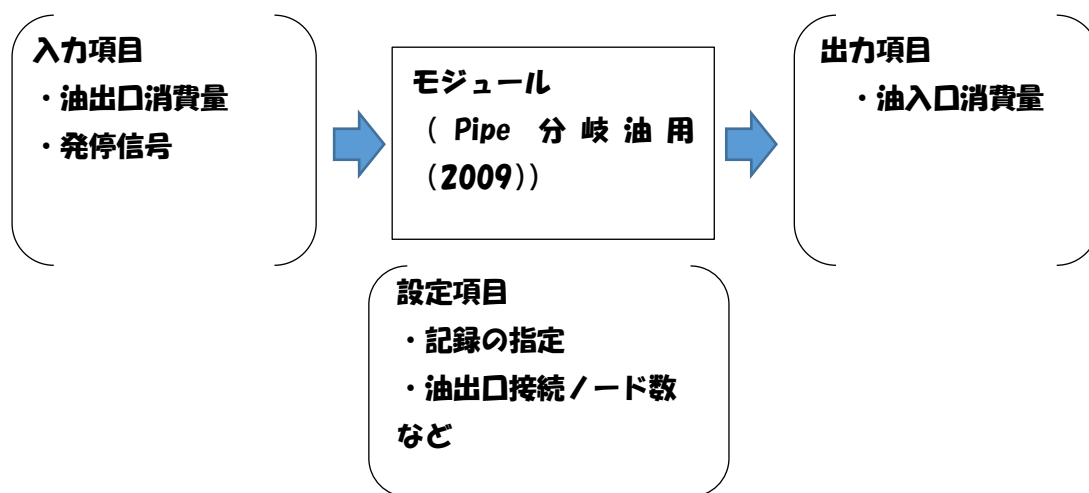 入力項目
・油出口消費量
・発停信号
モジュール
( Pipe 分岐油用
(2009))
出力項目
・油入口消費量
設定項目
・記録の指定
・油出口接続ノード数
など